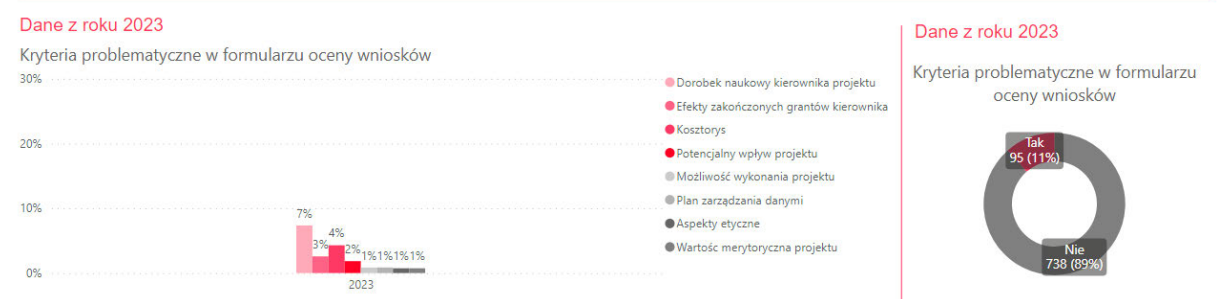 Dane z roku 2023
Kryteria problematyczne w formularzu oceny wniosków
30%
20%
10%
0%
7%
3%
4%
2%
1%
1%
1%
1%
2023
Dorobek naukowy kierownika projektu
Efekty zakończonych grantów kierownika
Kosztorys
Potencjalny wpływ projektu
Możliwość wykonania projektu
Plan zarządzania danymi
Aspekty etyczne
Wartośc merytoryczna projektu
Dane z roku 2023
Kryteria problematyczne w formularzu
oceny wniosków
Tak
95 (11%)
Nie
738 (89%)